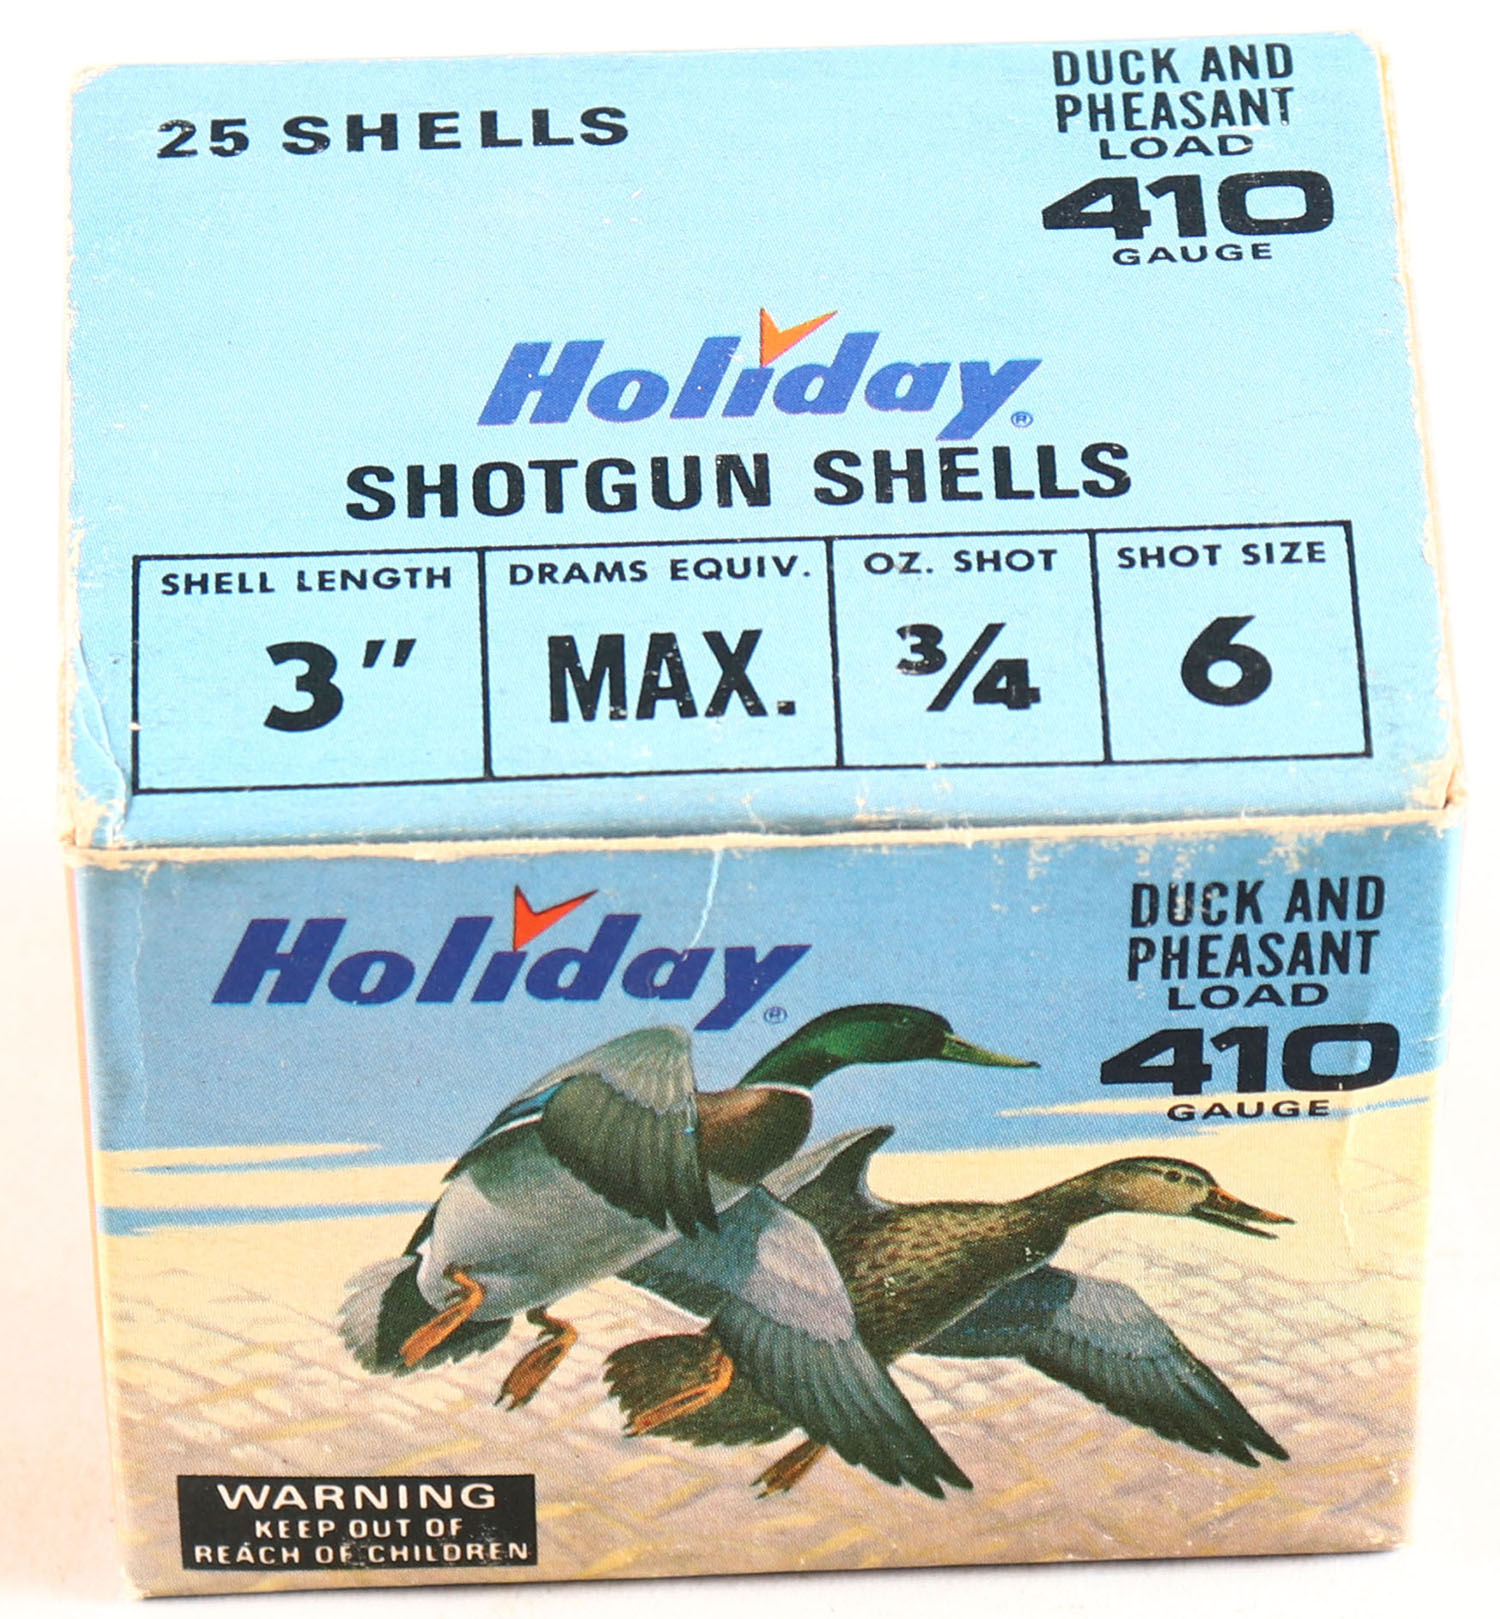 25 SHELLS
DUCK AND
PHEASANT
LOAD
410
GAUGE
Holiday®
SHOTGUN SHELLS
SHELL LENGTH DRAMS EQUIV. OZ. SHOT SHOT SIZE
3" MAX. 3/4 6
Holiday®
DUCK AND
PHEASANT
LOAD
410
GAUGE
WARNING
KEEP OUT OF
REACH OF CHILDREN